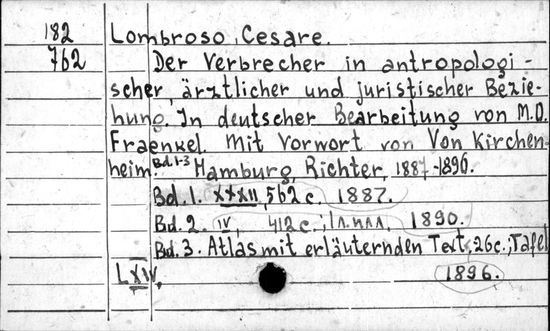 182 Lombroso, Cesare.
762 Der Verbrecher in antropologi-
scher, ärztlicher und juristischer Bezie-
hung. In deutscher Bearbeitung von M.O.
Fraenkel. Mit Vorwort von Von Kirchen-
heim. Bd. 1-3 Hamburg, Richter, 1887-1896.
Bd. 1. XXXII, 562 c. 1887.
Bd. 2. IV, 412 c.; 1890.
Bd. 3. Atlas mit erläuternden Text. 26c.; Tafel
LXIV. 1896.